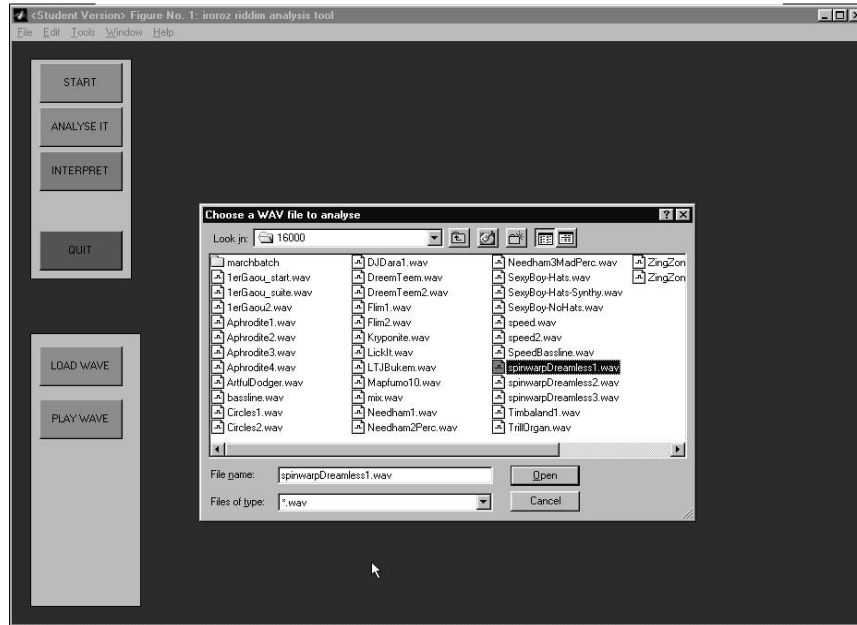 <Student Version> Figure No. 1: iroroz riddim analysis tool
File Edit Tools Window Help
START
ANALYSE IT
INTERPRET
QUIT
LOAD WAVE
PLAY WAVE
Choose a WAV file to analyse
Look in: 16000
marchbatch
1erGaou_start.wav
1erGaou_suite.wav
1erGaou2.wav
Aphrodite1.wav
Aphrodite2.wav
Aphrodite3.wav
Aphrodite4.wav
ArtfulDodger.wav
bassline.wav
Circles1.wav
Circles2.wav
DJDara1.wav
DreemTeem.wav
DreemTeem2.wav
Flim1.wav
Flim2.wav
Kryponite.wav
LickIt.wav
LTJBukem.wav
Mapfumo10.wav
mix.wav
Needham1.wav
Needham2Perc.wav
Needham3MadPerc.wav
SexyBoy-Hats.wav
SexyBoy-Hats-Synthy.wav
SexyBoy-NoHats.wav
speed.wav
speed2.wav
SpeedBassline.wav
spinwarpDreamless1.wav
spinwarpDreamless2.wav
spinwarpDreamless3.wav
Timbaland1.wav
TrillOrgan.wav
ZingZon
ZingZon
File name: spinwarpDreamless1.wav Open
Files of type: *.wav Cancel